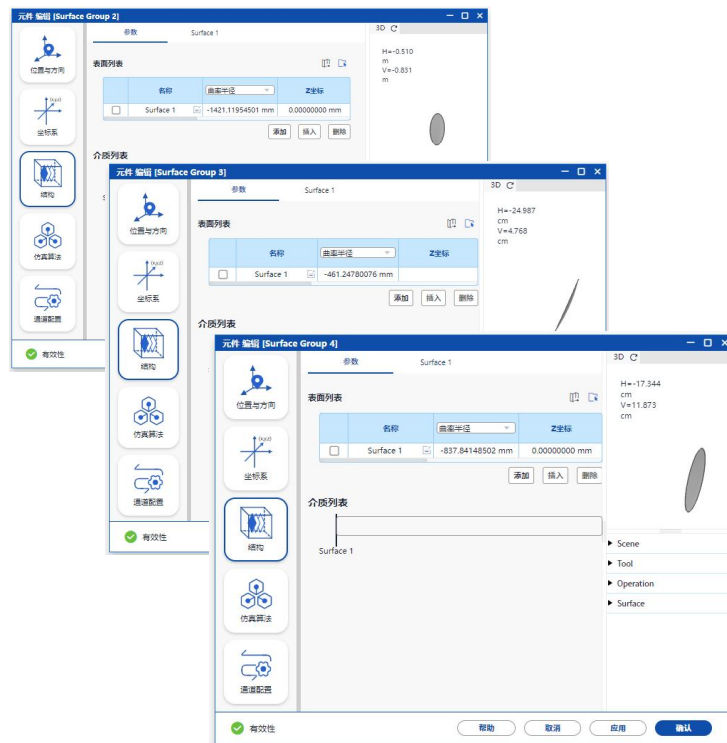 元件 编辑 [Surface Group 2]
参数
Surface 1
3D
H=-0.510
m
V=-0.831
m
位置与方向
表面列表
名称
曲率半径
Z坐标
Surface 1
-1421.11954501 mm
0.00000000 mm
(x,y,z)
坐标系
添加
插入
删除
介质列表
结构
仿真算法
通道配置
有效性
元件 编辑 [Surface Group 3]
参数
Surface 1
3D
H=-24.987
cm
V=4.768
cm
位置与方向
表面列表
名称
曲率半径
Z坐标
Surface 1
-461.24780076 mm
(x,y,z)
坐标系
添加
插入
删除
介质列表
结构
仿真算法
通道配置
有效性
元件 编辑 [Surface Group 4]
参数
Surface 1
3D
H=-17.344
cm
V=11.873
cm
位置与方向
表面列表
名称
曲率半径
Z坐标
Surface 1
-837.84148502 mm
0.00000000 mm
(x,y,z)
坐标系
添加
插入
删除
介质列表
Surface 1
结构
仿真算法
通道配置
Scene
Tool
Operation
Surface
有效性
帮助
取消
应用
确认